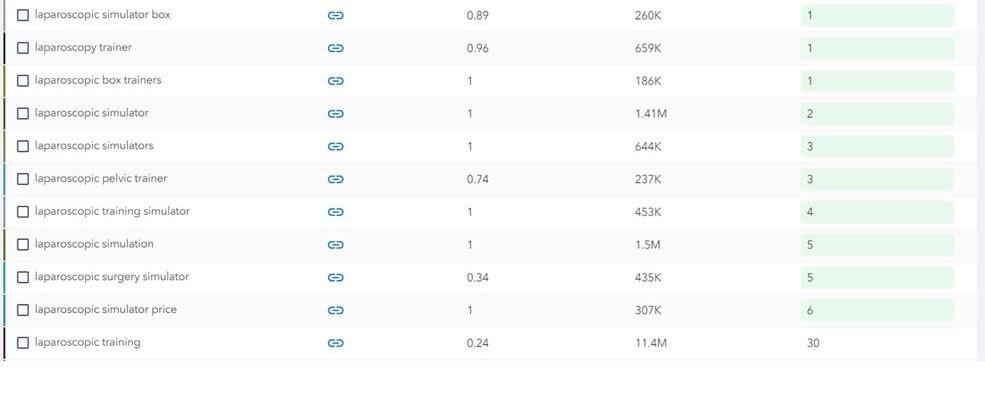 laparoscopic simulator box 0.89 260K 1
laparoscopy trainer 0.96 659K 1
laparoscopic box trainers 1 186K 1
laparoscopic simulator 1 1.41M 2
laparoscopic simulators 1 644K 3
laparoscopic pelvic trainer 0.74 237K 3
laparoscopic training simulator 1 453K 4
laparoscopic simulation 1 1.5M 5
laparoscopic surgery simulator 0.34 435K 5
laparoscopic simulator price 1 307K 6
laparoscopic training 0.24 11.4M 30